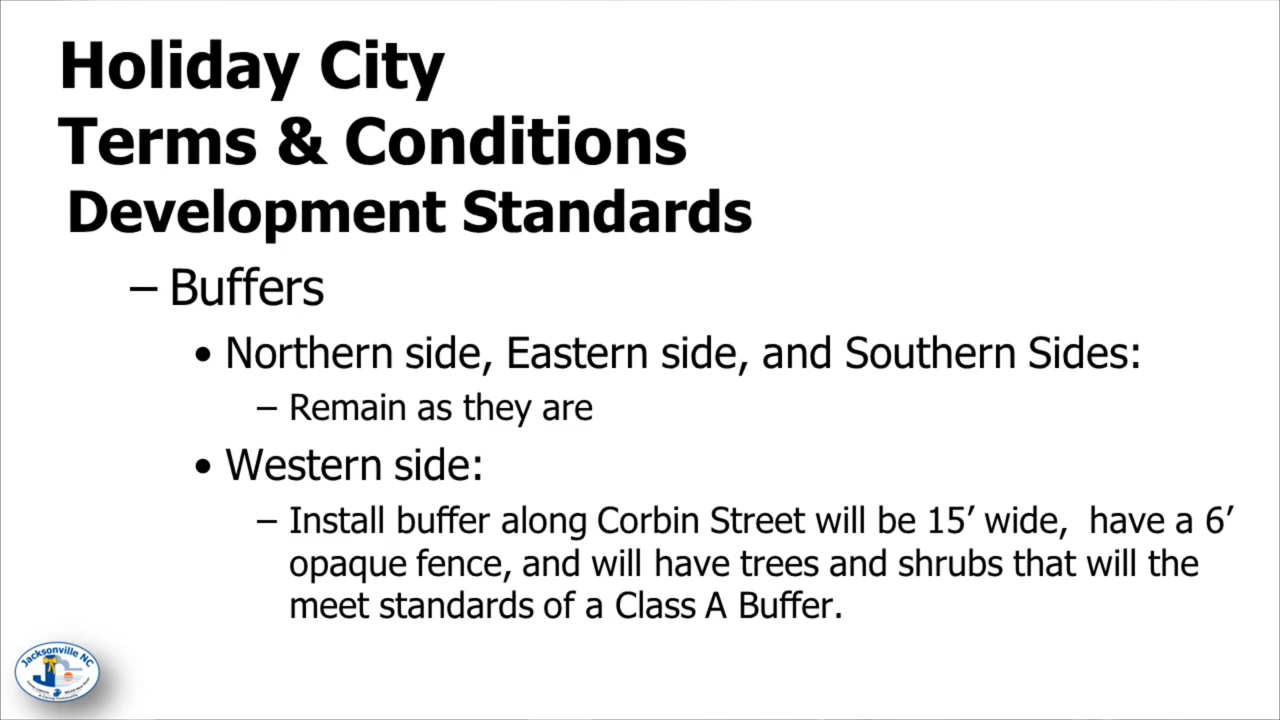 Holiday City
Terms & Conditions
Development Standards
– Buffers
• Northern side, Eastern side, and Southern Sides:
– Remain as they are
• Western side:
– Install buffer along Corbin Street will be 15’ wide,  have a 6’
opaque fence, and will have trees and shrubs that will the
meet standards of a Class A Buffer.
Jacksonville NC